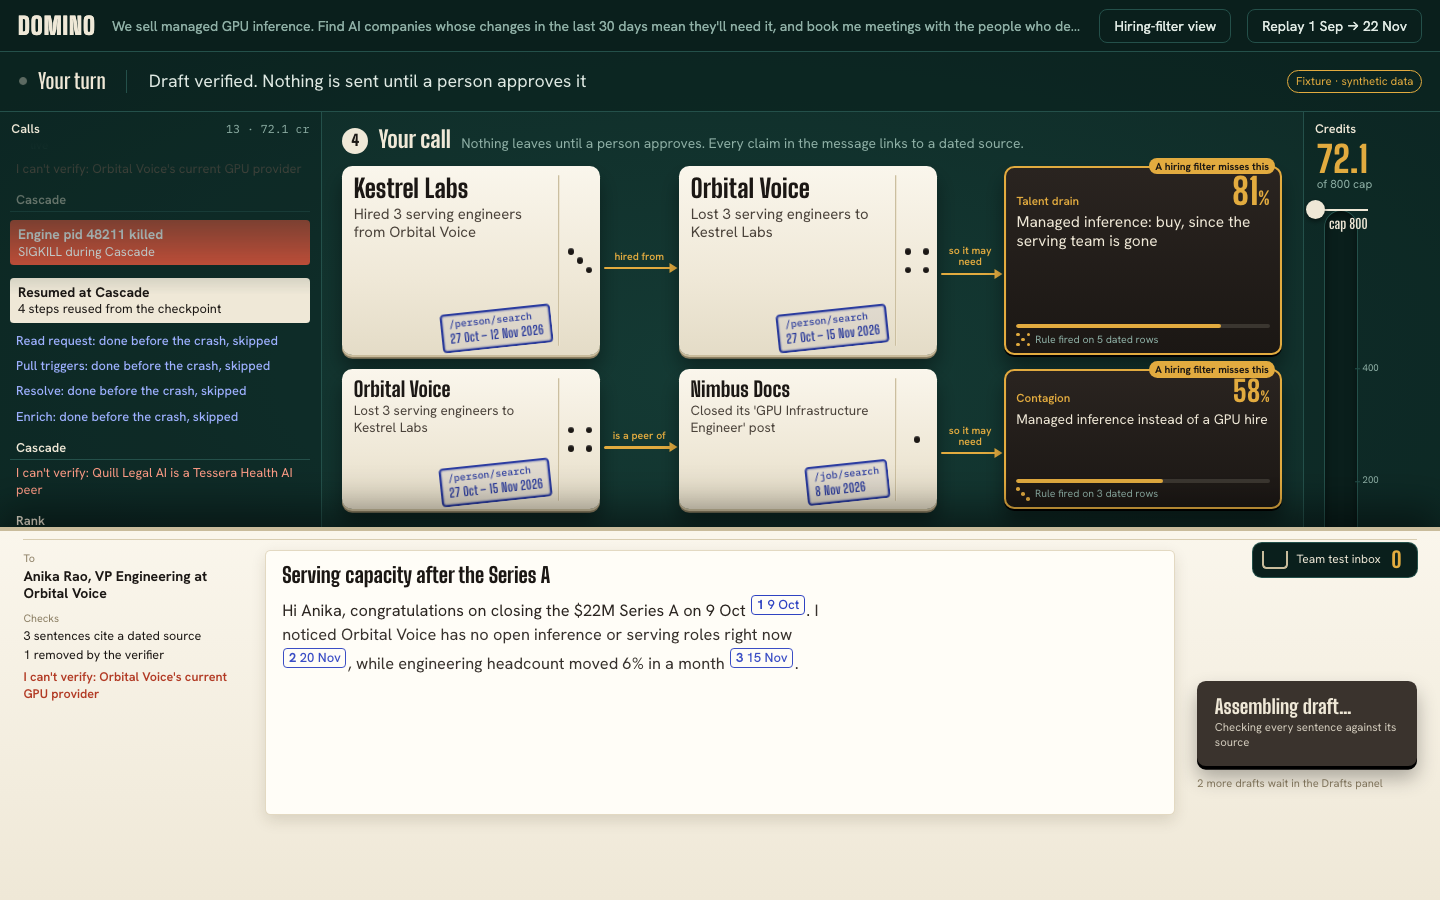 DOMINO
We sell managed GPU inference. Find AI companies whose changes in the last 30 days mean they'll need it, and book me meetings with the people who de...
Hiring-filter view
Replay 1 Sep → 22 Nov
Your turn
Draft verified. Nothing is sent until a person approves it
Fixture · synthetic data
Calls
13 · 72.1 cr
I can't verify: Orbital Voice's current GPU provider
Cascade
Engine pid 48211 killed
SIGKILL during Cascade
Resumed at Cascade
4 steps reused from the checkpoint
Read request: done before the crash, skipped
Pull triggers: done before the crash, skipped
Resolve: done before the crash, skipped
Enrich: done before the crash, skipped
Cascade
I can't verify: Quill Legal AI is a Tessera Health AI
peer
Rank
4
Your call
Nothing leaves until a person approves. Every claim in the message links to a dated source.
Kestrel Labs
Hired 3 serving engineers
from Orbital Voice
/person/search
27 Oct – 12 Nov 2026
hired from
Orbital Voice
Lost 3 serving engineers to
Kestrel Labs
/person/search
27 Oct – 15 Nov 2026
so it may
need
A hiring filter misses this
Talent drain
81%
Managed inference: buy, since the
serving team is gone
Rule fired on 5 dated rows
Orbital Voice
Lost 3 serving engineers to
Kestrel Labs
/person/search
27 Oct – 15 Nov 2026
is a peer of
Nimbus Docs
Closed its 'GPU Infrastructure
Engineer' post
/job/search
8 Nov 2026
so it may
need
A hiring filter misses this
Contagion
58%
Managed inference instead of a GPU hire
Rule fired on 3 dated rows
Credits
72.1
of 800 cap
cap 800
400
200
To
Anika Rao, VP Engineering at
Orbital Voice
Checks
3 sentences cite a dated source
1 removed by the verifier
I can't verify: Orbital Voice's current
GPU provider
Serving capacity after the Series A
Hi Anika, congratulations on closing the $22M Series A on 9 Oct 1 9 Oct . I
noticed Orbital Voice has no open inference or serving roles right now
2 20 Nov , while engineering headcount moved 6% in a month 3 15 Nov .
Team test inbox 0
Assembling draft...
Checking every sentence against its
source
2 more drafts wait in the Drafts panel